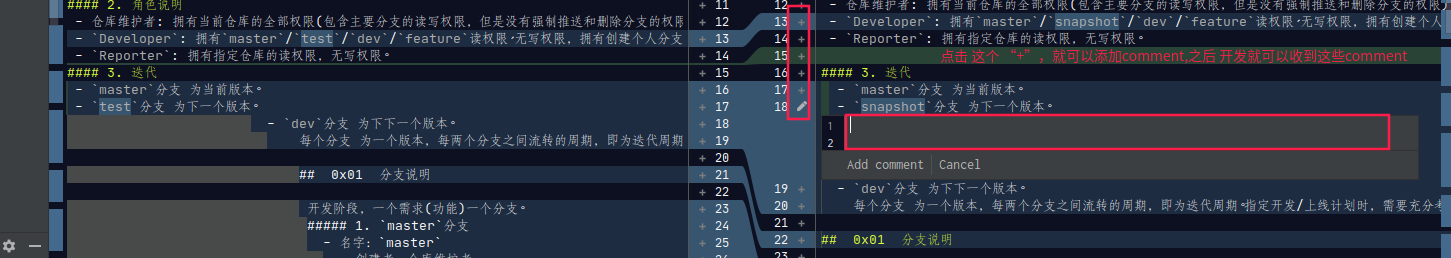 #### 2. 角色说明
- 仓库维护者: 拥有当前仓库的全部权限(包含主要分支的读写权限, 但是没有强制推送和删除分支的权限
- `Developer`: 拥有`master`/`test`/`dev`/`feature`读权限·无写权限, 拥有创建个人分支
- `Reporter`: 拥有指定仓库的读权限, 无写权限。
#### 3. 迭代
- `master`分支 为当前版本。
- `test`分支 为下一个版本。
- `dev`分支 为下下一个版本。
每个分支 为一个版本, 每两个分支之间流转的周期, 即为迭代周期
## 0x01 分支说明
开发阶段, 一个需求(功能)一个分支。
##### 1. `master`分支
- 名字: `master`
创建者 仓库维护者
11
12
13
14
15
16
17
18
19
20
21
22
23
24
25
12
13
14
15
16
17
18
19
20
21
22
23
- 仓库维护者: 拥有当前仓库的全部权限(包含主要分支的读写权限, 但是没有强制推送和删除分支的权限)
- `Developer`: 拥有`master`/`snapshot`/`dev`/`feature`读权限·无写权限, 拥有创建个人
- `Reporter`: 拥有指定仓库的读权限, 无写权限。
点击 这个 “+” ，就可以添加comment,之后 开发就可以收到这些comment
#### 3. 迭代
- `master`分支 为当前版本。
- `snapshot`分支 为下一个版本。
1
2
Add comment Cancel
- `dev`分支 为下下一个版本。
每个分支 为一个版本, 每两个分支之间流转的周期, 即为迭代周期。指定开发/上线计划时, 需要充分考
## 0x01 分支说明